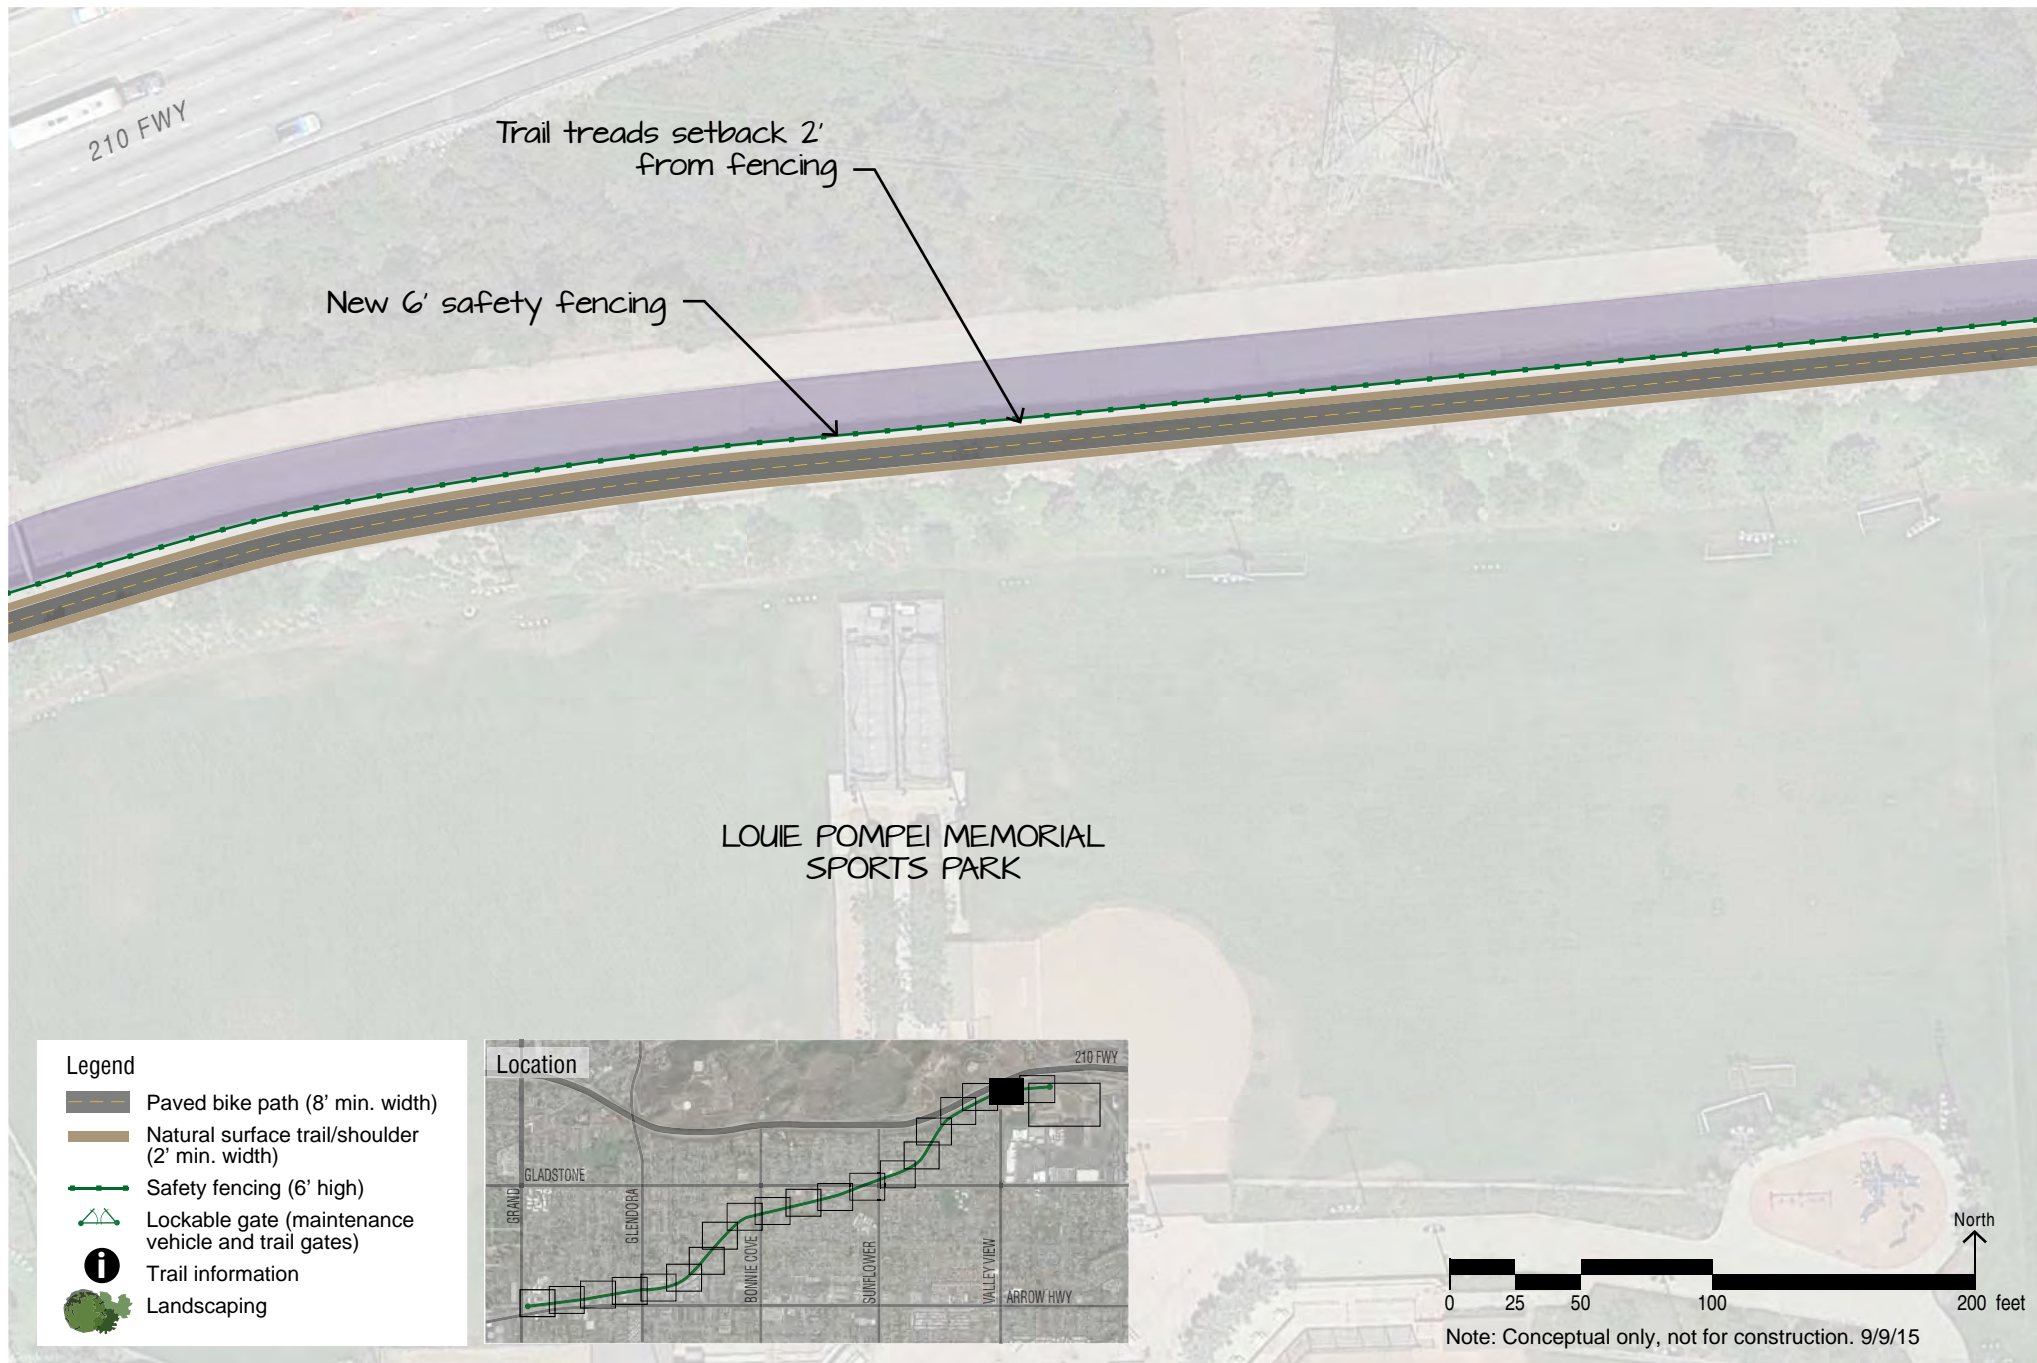 210 FWY
Trail treads setback 2'
from fencing
New 6' safety fencing
LOUIE POMPEI MEMORIAL
SPORTS PARK
Legend
Paved bike path (8' min. width)
Natural surface trail/shoulder
(2' min. width)
Safety fencing (6' high)
Lockable gate (maintenance
vehicle and trail gates)
i
Trail information
Landscaping
Location
210 FWY
GLADSTONE
GRAND
GLENDORA
BONNIE COVE
SUNFLOWER
VALLEY VIEW
ARROW HWY
North
0 25 50 100 200 feet
Note: Conceptual only, not for construction. 9/9/15